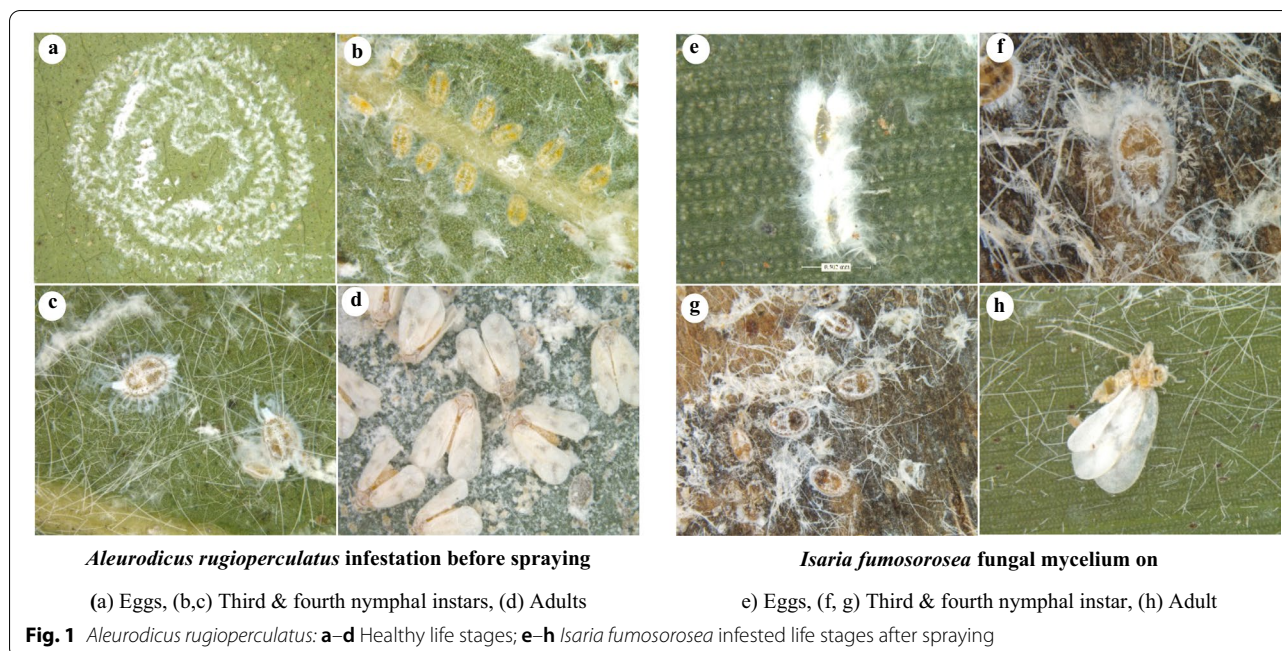 a
b
e
f
c
d
g
h
Aleurodicus rugioperculatus infestation before spraying
(a) Eggs, (b,c) Third & fourth nymphal instars, (d) Adults
Isaria fumosorosea fungal mycelium on
e) Eggs, (f, g) Third & fourth nymphal instar, (h) Adult
Fig. 1 Aleurodicus rugioperculatus: a–d Healthy life stages; e–h Isaria fumosorosea infested life stages after spraying